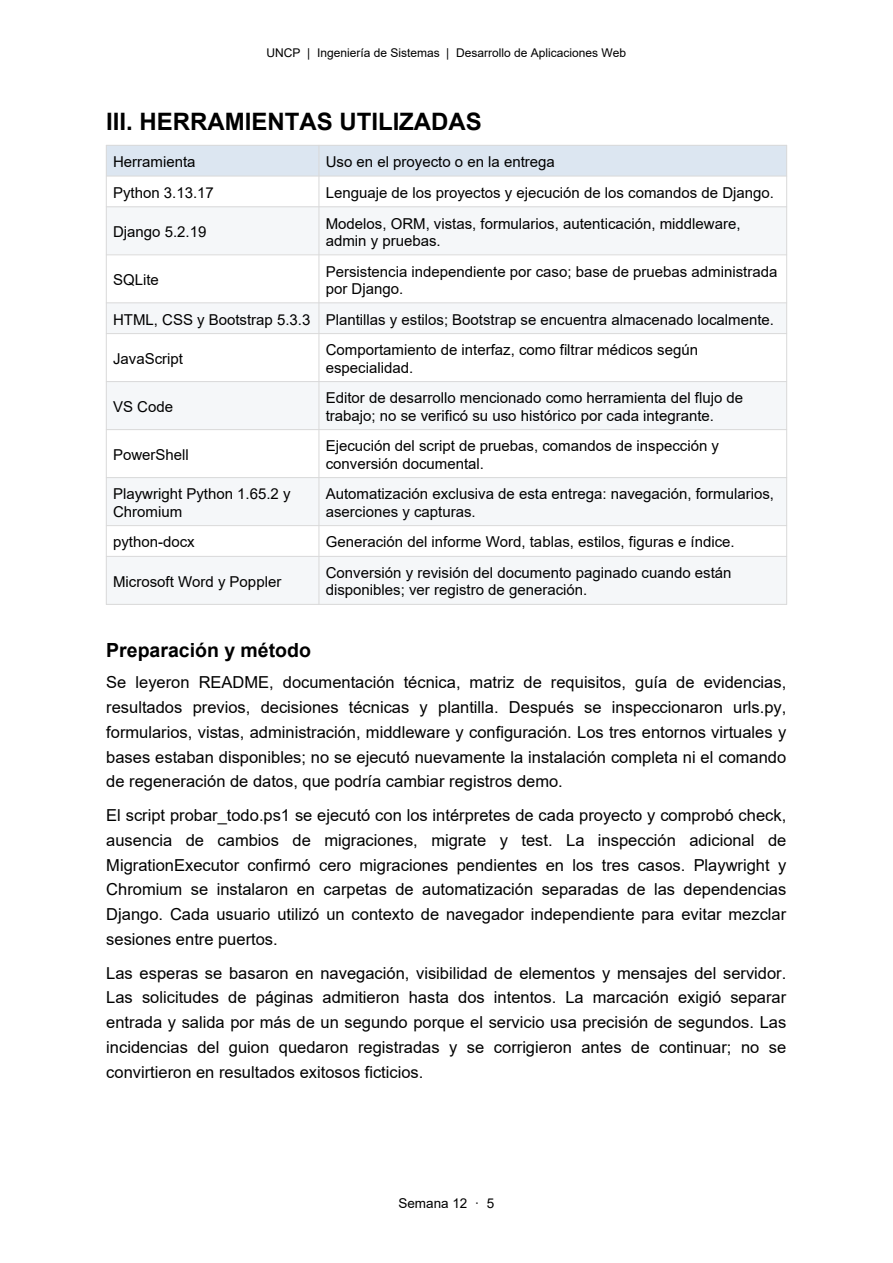 UNCP | Ingeniería de Sistemas | Desarrollo de Aplicaciones Web
III. HERRAMIENTAS UTILIZADAS
Herramienta Uso en el proyecto o en la entrega
Python 3.13.17 Lenguaje de los proyectos y ejecución de los comandos de Django.
Django 5.2.19 Modelos, ORM, vistas, formularios, autenticación, middleware,
admin y pruebas.
SQLite Persistencia independiente por caso; base de pruebas administrada
por Django.
HTML, CSS y Bootstrap 5.3.3 Plantillas y estilos; Bootstrap se encuentra almacenado localmente.
JavaScript Comportamiento de interfaz, como filtrar médicos según
especialidad.
VS Code Editor de desarrollo mencionado como herramienta del flujo de
trabajo; no se verificó su uso histórico por cada integrante.
PowerShell Ejecución del script de pruebas, comandos de inspección y
conversión documental.
Playwright Python 1.65.2 y
Chromium
Automatización exclusiva de esta entrega: navegación, formularios,
aserciones y capturas.
python-docx Generación del informe Word, tablas, estilos, figuras e índice.
Microsoft Word y Poppler Conversión y revisión del documento paginado cuando están
disponibles; ver registro de generación.
Preparación y método
Se leyeron README, documentación técnica, matriz de requisitos, guía de evidencias,
resultados previos, decisiones técnicas y plantilla. Después se inspeccionaron urls.py,
formularios, vistas, administración, middleware y configuración. Los tres entornos virtuales y
bases estaban disponibles; no se ejecutó nuevamente la instalación completa ni el comando
de regeneración de datos, que podría cambiar registros demo.
El script probar_todo.ps1 se ejecutó con los intérpretes de cada proyecto y comprobó check,
ausencia de cambios de migraciones, migrate y test. La inspección adicional de
MigrationExecutor confirmó cero migraciones pendientes en los tres casos. Playwright y
Chromium se instalaron en carpetas de automatización separadas de las dependencias
Django. Cada usuario utilizó un contexto de navegador independiente para evitar mezclar
sesiones entre puertos.
Las esperas se basaron en navegación, visibilidad de elementos y mensajes del servidor.
Las solicitudes de páginas admitieron hasta dos intentos. La marcación exigió separar
entrada y salida por más de un segundo porque el servicio usa precisión de segundos. Las
incidencias del guion quedaron registradas y se corrigieron antes de continuar; no se
convirtieron en resultados exitosos ficticios.
Semana 12 · 5